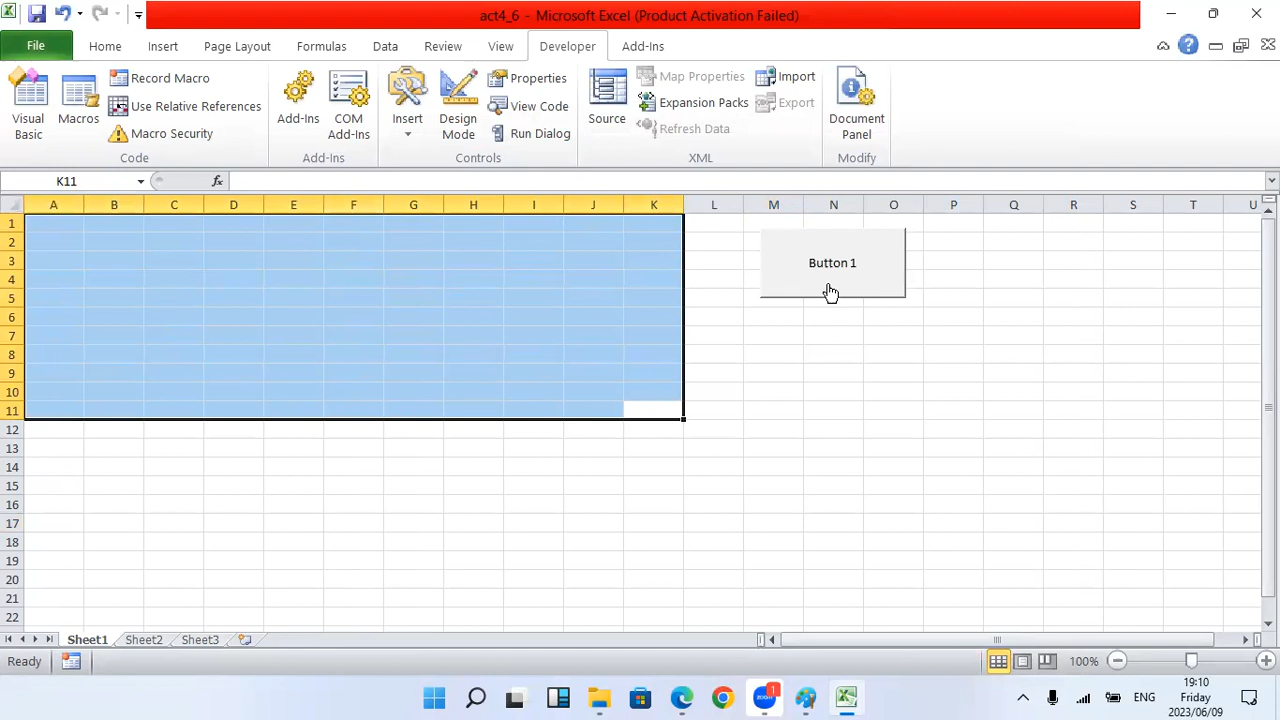 act4_6 - Microsoft Excel (Product Activation Failed)
File Home Insert Page Layout Formulas Data Review View Developer Add-Ins
Visual Basic
Macros
Record Macro
Use Relative References
Macro Security
Code
Add-Ins
COM Add-Ins
Add-Ins
Insert
Design Mode
Properties
View Code
Run Dialog
Controls
Source
Map Properties
Expansion Packs
Refresh Data
Import
Export
XML
Document Panel
Modify
K11 fx
A B C D E F G H I J K L M N O P Q R S T U
1
2
3
4
5
6
7
8
9
10
11
12
13
14
15
16
17
18
19
20
21
22
Button 1
Sheet1 Sheet2 Sheet3
Ready 100%
zoom 1
ENG
19:10
Friday
2023/06/09